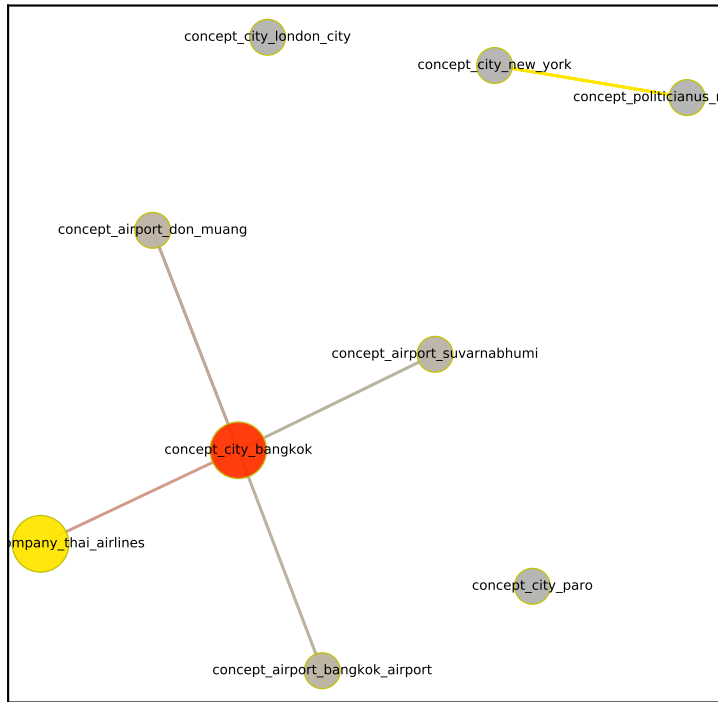 concept_city_london_city
concept_city_new_york
concept_politicianus_
concept_airport_don_muang
concept_airport_suvarnabhumi
concept_city_bangkok
ompany_thai_airlines
concept_city_paro
concept_airport_bangkok_airport